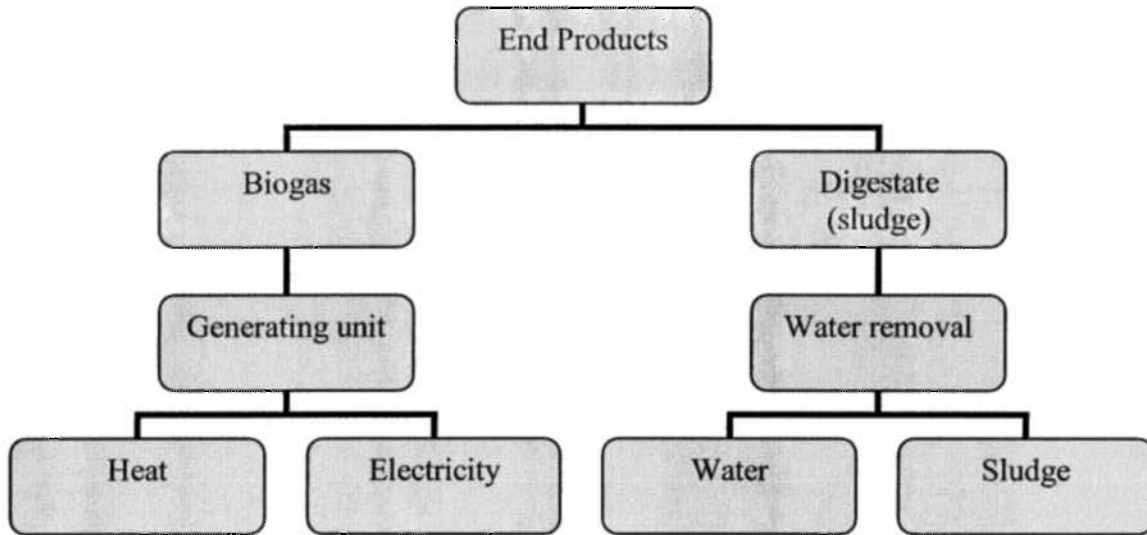 End Products
Biogas
Digestate
(sludge)
Generating unit
Water removal
Heat
Electricity
Water
Sludge